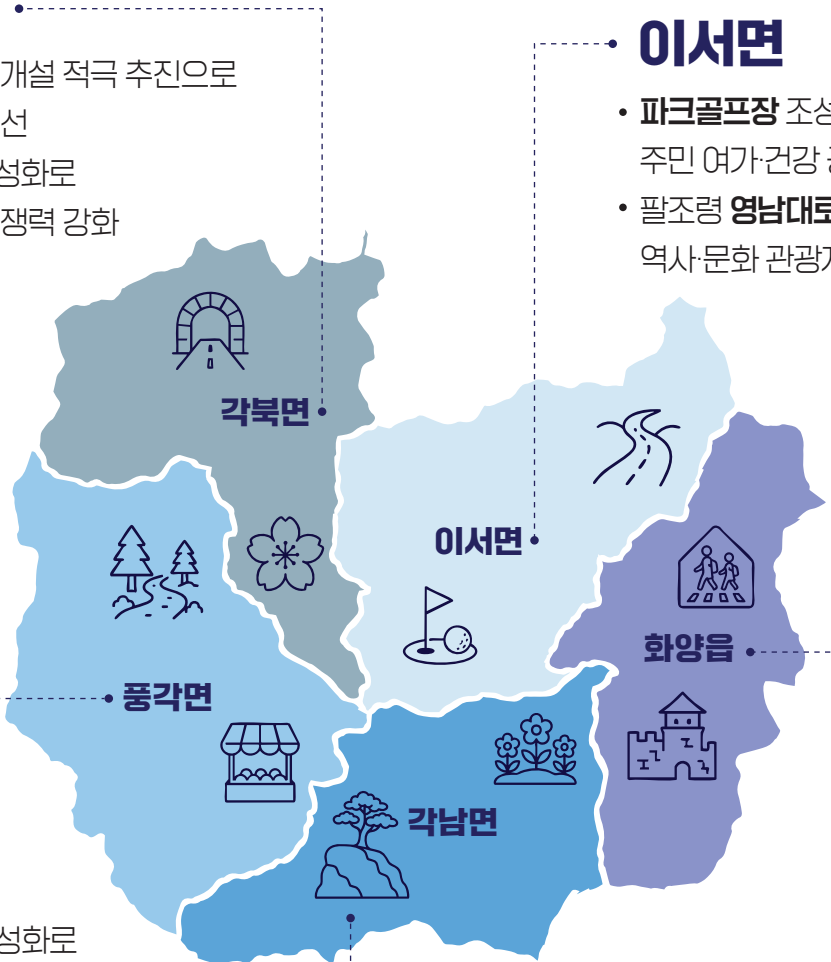 개설 적극 추진으로
선
성화로
쟁력 강화
이서면
• 파크골프장 조성
주민 여가·건강
• 팔조령 영남대로
역사·문화 관광
각북면
이서면
화양읍
풍각면
각남면
성화로